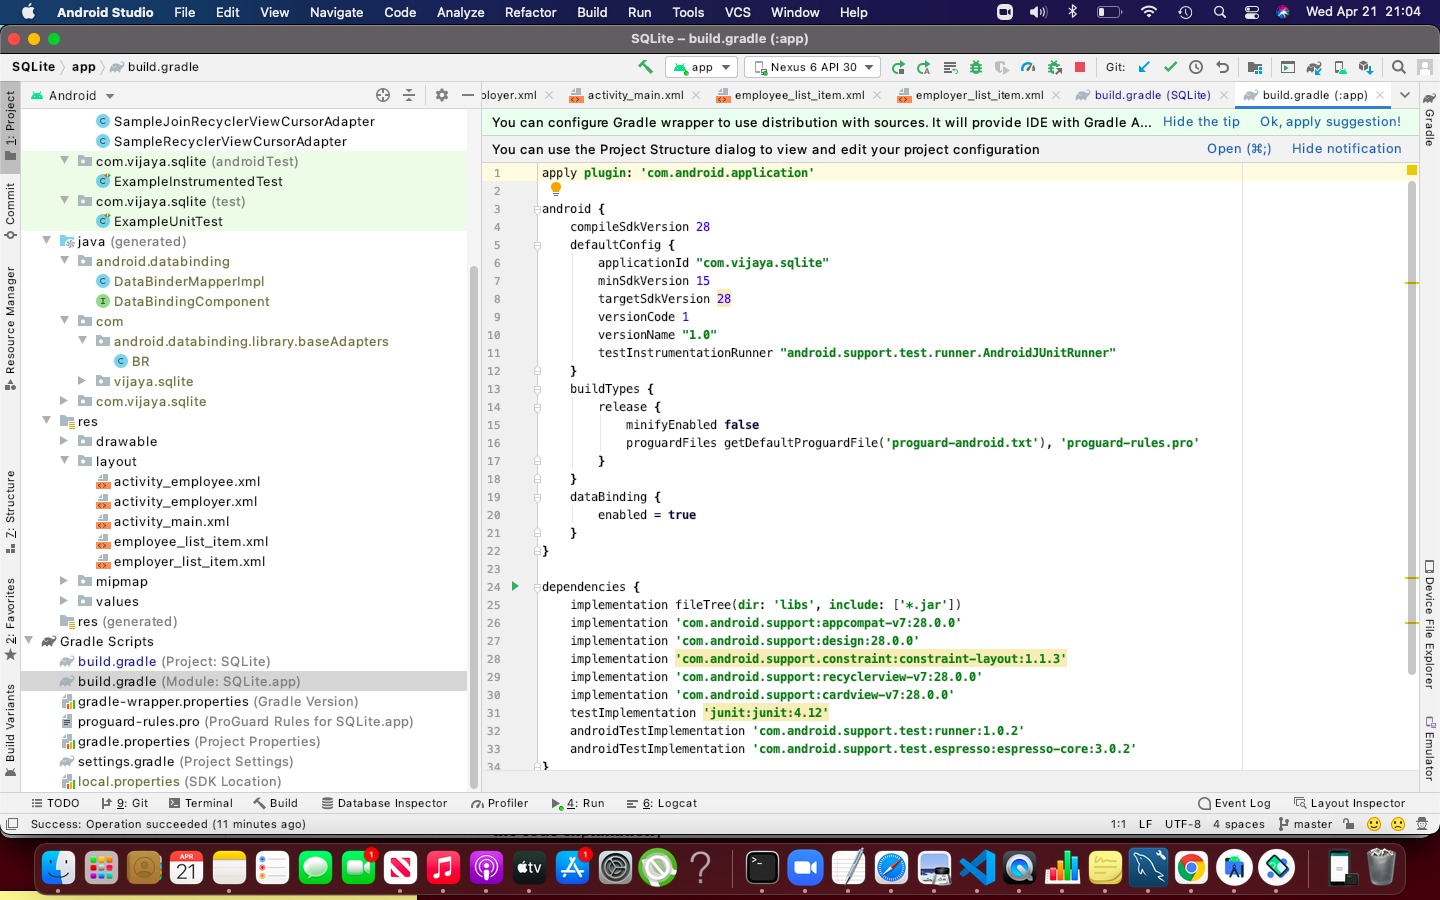 Android Studio File Edit View Navigate Code Analyze Refactor Build Run Tools VCS Window Help Wed Apr 21 21:04
SQLite – build.gradle (:app)
SQLite app build.gradle app Nexus 6 API 30 Git:
Android
ployer.xml activity_main.xml employee_list_item.xml employer_list_item.xml build.gradle (SQLite) build.gradle (:app)
You can configure Gradle wrapper to use distribution with sources. It will provide IDE with Gradle A... Hide the tip Ok, apply suggestion!
You can use the Project Structure dialog to view and edit your project configuration Open (⌘;) Hide notification
1: Project
Commit
Resource Manager
Z: Structure
2: Favorites
Build Variants
SampleJoinRecyclerViewCursorAdapter
SampleRecyclerViewCursorAdapter
com.vijaya.sqlite (androidTest)
ExampleInstrumentedTest
com.vijaya.sqlite (test)
ExampleUnitTest
java (generated)
android.databinding
DataBinderMapperImpl
DataBindingComponent
com
android.databinding.library.baseAdapters
BR
vijaya.sqlite
com.vijaya.sqlite
res
drawable
layout
activity_employee.xml
activity_employer.xml
activity_main.xml
employee_list_item.xml
employer_list_item.xml
mipmap
values
res (generated)
Gradle Scripts
build.gradle (Project: SQLite)
build.gradle (Module: SQLite.app)
gradle-wrapper.properties (Gradle Version)
proguard-rules.pro (ProGuard Rules for SQLite.app)
gradle.properties (Project Properties)
settings.gradle (Project Settings)
local.properties (SDK Location)
1 apply plugin: 'com.android.application'
2
3 android {
4 compileSdkVersion 28
5 defaultConfig {
6 applicationId "com.vijaya.sqlite"
7 minSdkVersion 15
8 targetSdkVersion 28
9 versionCode 1
10 versionName "1.0"
11 testInstrumentationRunner "android.support.test.runner.AndroidJUnitRunner"
12 }
13 buildTypes {
14 release {
15 minifyEnabled false
16 proguardFiles getDefaultProguardFile('proguard-android.txt'), 'proguard-rules.pro'
17 }
18 }
19 dataBinding {
20 enabled = true
21 }
22 }
23
24 dependencies {
25 implementation fileTree(dir: 'libs', include: ['*.jar'])
26 implementation 'com.android.support:appcompat-v7:28.0.0'
27 implementation 'com.android.support:design:28.0.0'
28 implementation 'com.android.support.constraint:constraint-layout:1.1.3'
29 implementation 'com.android.support:recyclerview-v7:28.0.0'
30 implementation 'com.android.support:cardview-v7:28.0.0'
31 testImplementation 'junit:junit:4.12'
32 androidTestImplementation 'com.android.support.test:runner:1.0.2'
33 androidTestImplementation 'com.android.support.test.espresso:espresso-core:3.0.2'
34 }
Gradle
Device File Explorer
Emulator
TODO 9: Git Terminal Build Database Inspector Profiler 4: Run 6: Logcat Event Log Layout Inspector
Success: Operation succeeded (11 minutes ago) 1:1 LF UTF-8 4 spaces master
APR
21
1
tv
1